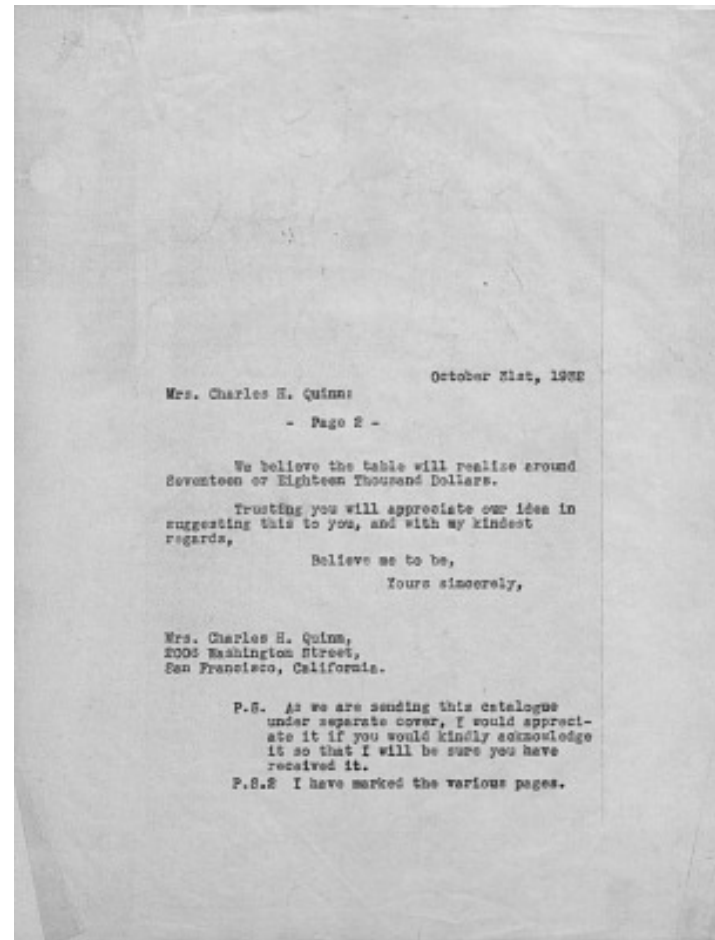 October 31st, 1932
Mrs. Charles H. Quinn:
- Page 2 -
We believe the table will realize around
Seventeen or Eighteen Thousand Dollars.
Trusting you will appreciate our idea in
suggesting this to you, and with my kindest
regards,
Believe me to be,
Yours sincerely,
Mrs. Charles H. Quinn,
2006 Washington Street,
San Francisco, California.
P.S. As we are sending this catalogue
under separate cover, I would appreci-
ate it if you would kindly acknowledge
it so that I will be sure you have
received it.
P.S.2 I have marked the various pages.